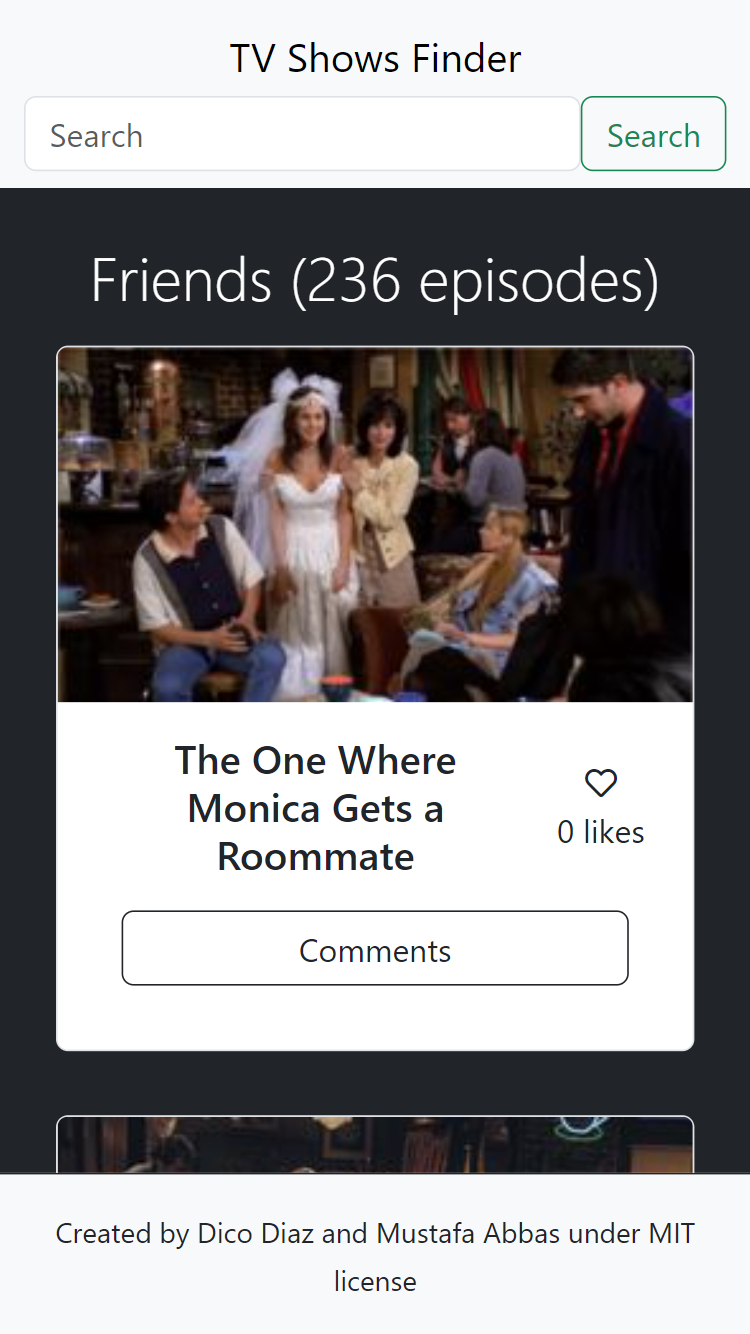 TV Shows Finder
Search
Search
Friends (236 episodes)
The One Where
Monica Gets a
Roommate
0 likes
Comments
Created by Dico Diaz and Mustafa Abbas under MIT
license